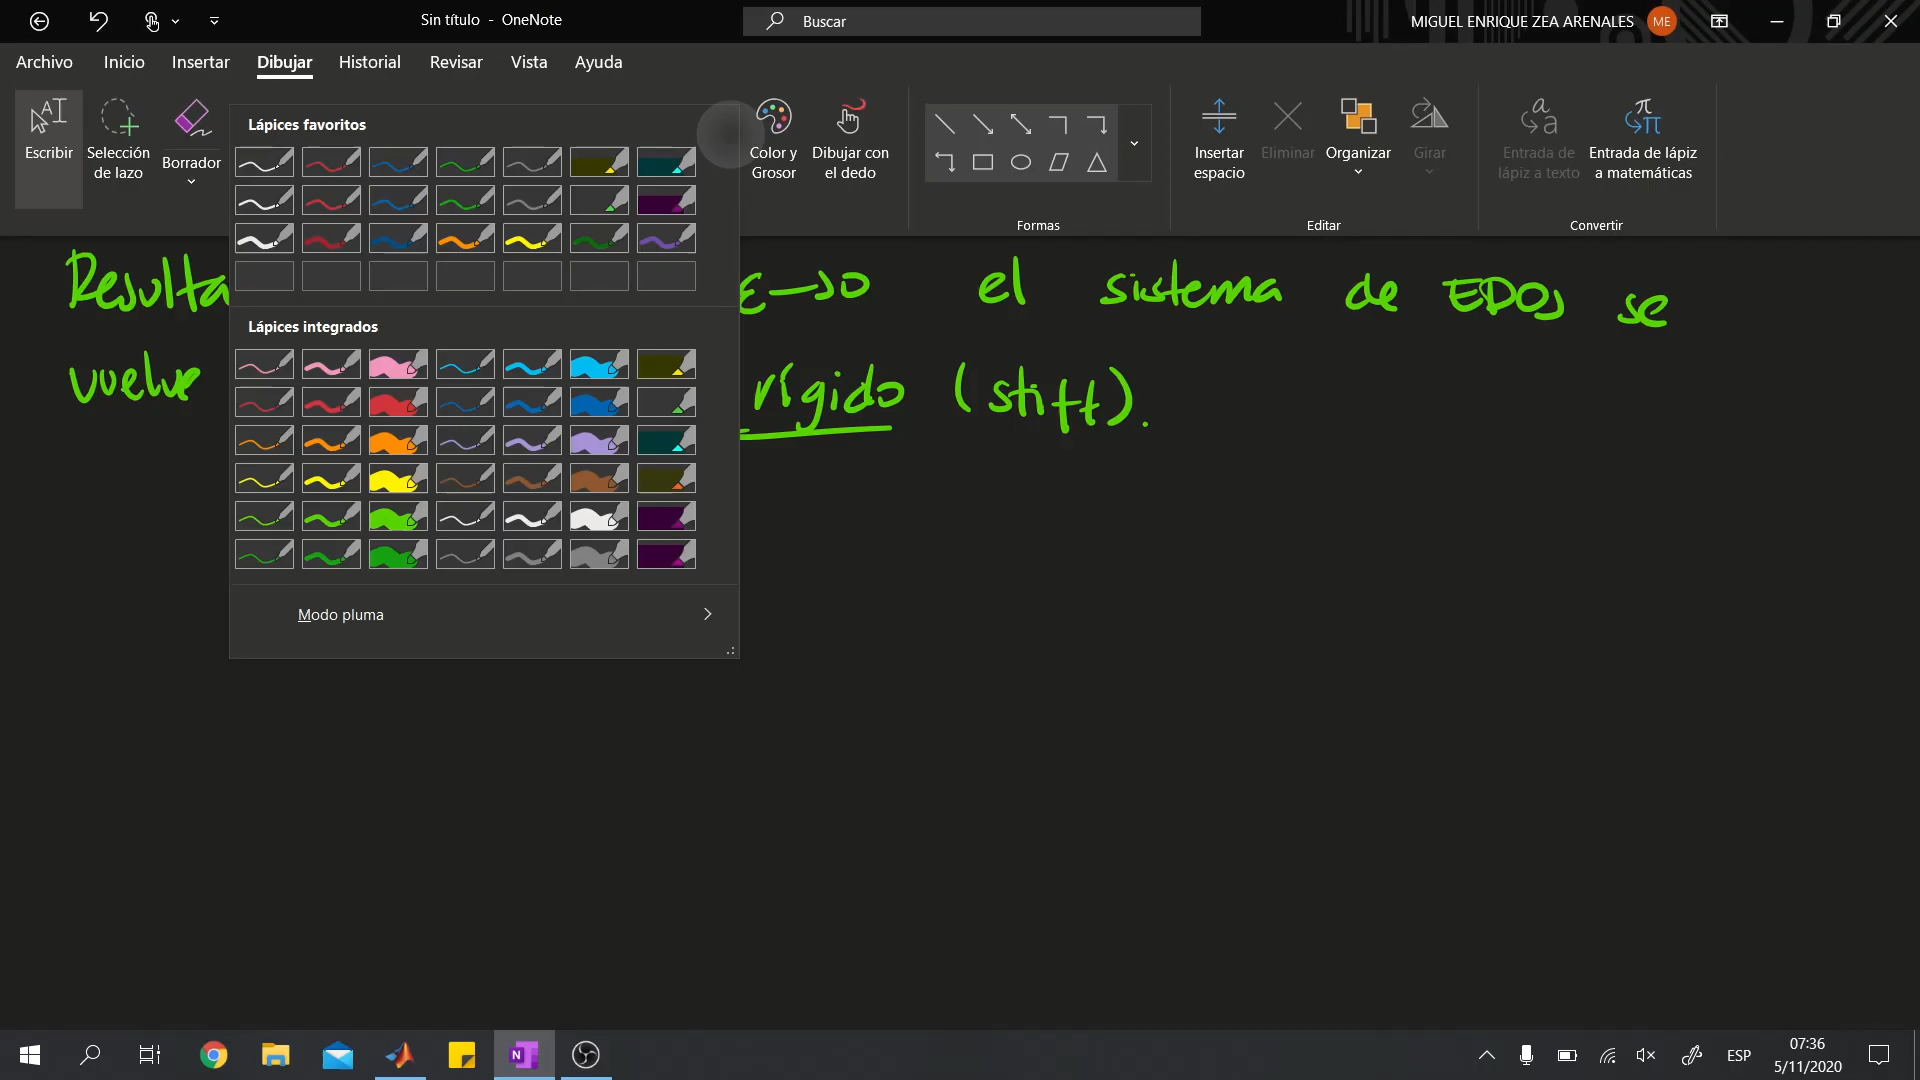 Sin título - OneNote
Buscar
MIGUEL ENRIQUE ZEA ARENALES
ME
Archivo Inicio Insertar Dibujar Historial Revisar Vista Ayuda
Escribir
Selección de lazo
Borrador
Lápices favoritos
Color y Grosor
Dibujar con el dedo
Formas
Insertar espacio
Eliminar
Organizar
Girar
Editar
Entrada de lápiz a texto
Entrada de lápiz a matemáticas
Convertir
Lápices integrados
Modo pluma
Resulta ε→0 el sistema de EDOs se
vuelve rígido (stiff).
ESP
07:36
5/11/2020